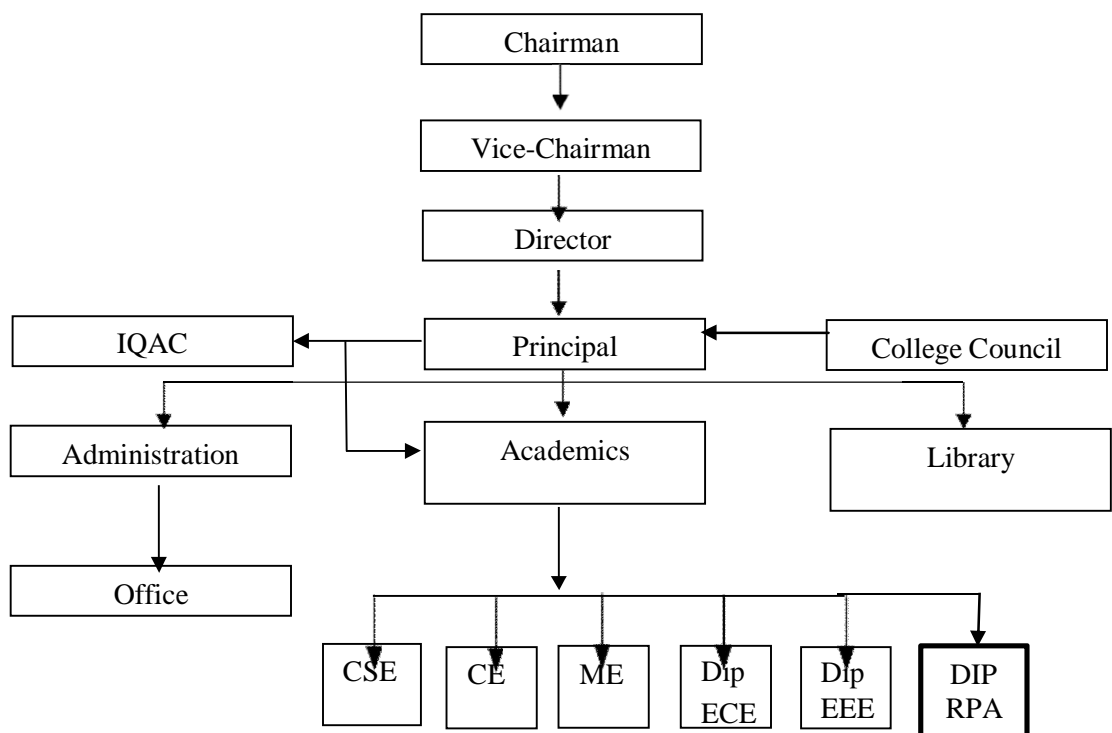 Chairman
Vice-Chairman
Director
IQAC
Principal
College Council
Administration
Academics
Library
Office
CSE
CE
ME
Dip
ECE
Dip
EEE
DIP
RPA